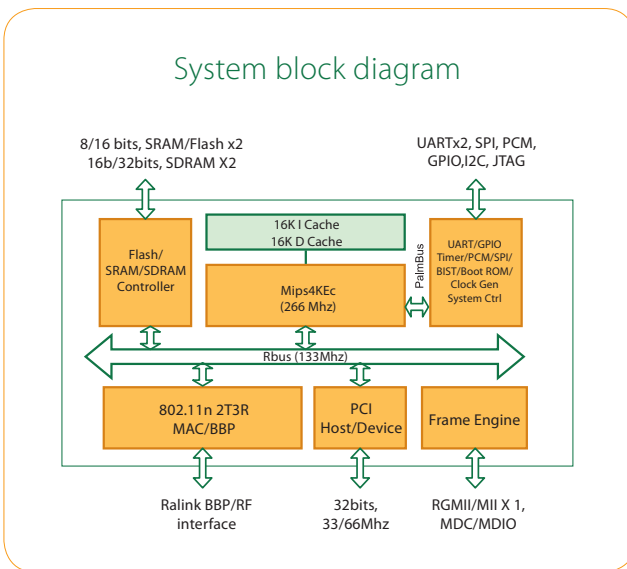 System block diagram
8/16 bits, SRAM/Flash x2
16b/32bits, SDRAM X2
UARTx2, SPI, PCM,
GPIO,I2C, JTAG
16K I Cache
16K D Cache
Flash/
SRAM/SDRAM
Controller
Mips4KEc
(266 Mhz)
PalmBus
UART/GPIO
Timer/PCM/SPI/
BIST/Boot ROM/
Clock Gen
System Ctrl
Rbus (133Mhz)
802.11n 2T3R
MAC/BBP
PCI
Host/Device
Frame Engine
Ralink BBP/RF
interface
32bits,
33/66Mhz
RGMII/MII X 1,
MDC/MDIO